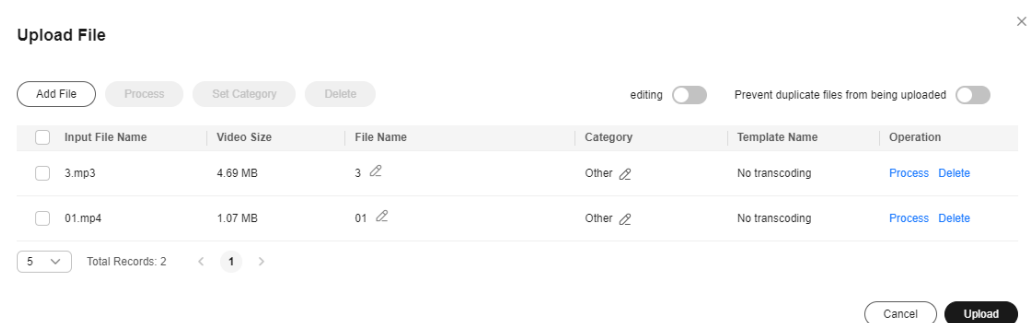 Upload File
Add File Process Set Category Delete editing Prevent duplicate files from being uploaded
Input File Name Video Size File Name Category Template Name Operation
3.mp3 4.69 MB 3 Other No transcoding Process Delete
01.mp4 1.07 MB 01 Other No transcoding Process Delete
5 Total Records: 2 < 1 >
Cancel Upload